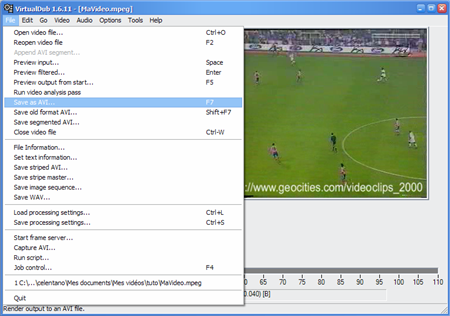 VirtualDub 1.6.11 - [MaVideo.mpeg]
File Edit Go Video Audio Options Tools Help
Open video file... Ctrl+O
Reopen video file F2
Append AVI segment...
Preview input... Space
Preview filtered... Enter
Preview output from start... F5
Run video analysis pass
Save as AVI... F7
Save old format AVI... Shift+F7
Save segmented AVI...
Close video file Ctrl-W
File Information...
Set text information...
Save striped AVI...
Save stripe master...
Save image sequence...
Save WAV...
Load processing settings... Ctrl+L
Save processing settings... Ctrl+S
Start frame server...
Capture AVI...
Run script...
Job control... F4
1 C:\...\celentano\Mes documents\Mes vidéos\tuto\MaVideo.mpeg
Quit
://www.geocities.com/videoclips_2000
60 65 70 75 80 85 90 95 100 110
0.040) [B]
Render output to an AVI file.